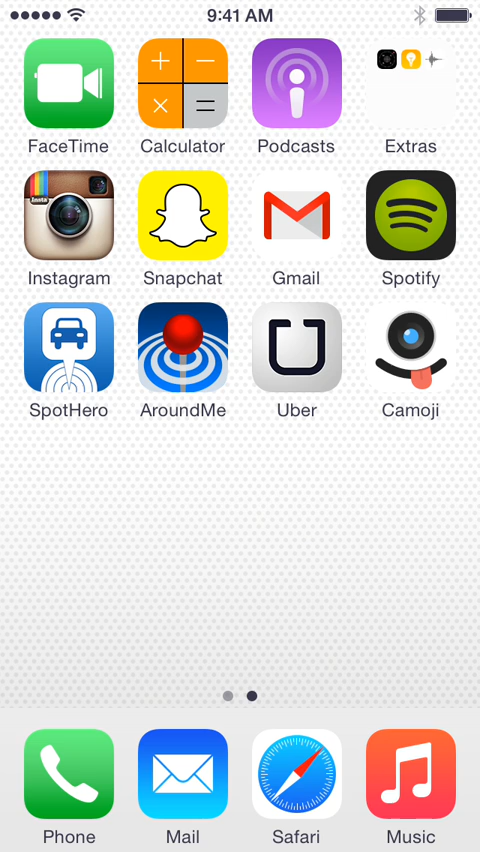 9:41 AM
FaceTime Calculator Podcasts Extras
Insta
Instagram Snapchat Gmail Spotify
SpotHero AroundMe Uber Camoji
Phone Mail Safari Music